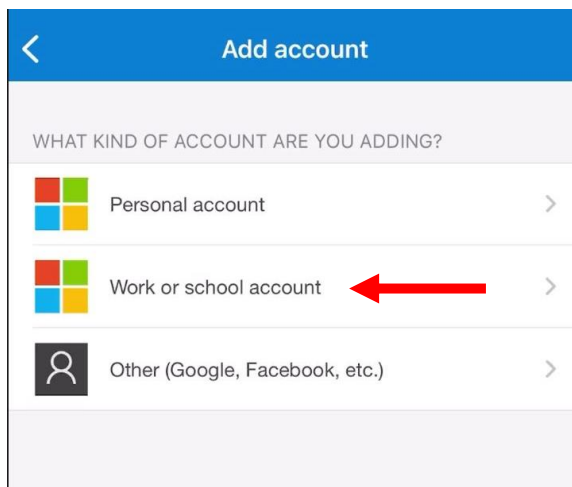 Add account
WHAT KIND OF ACCOUNT ARE YOU ADDING?
Personal account
Work or school account
Other (Google, Facebook, etc.)